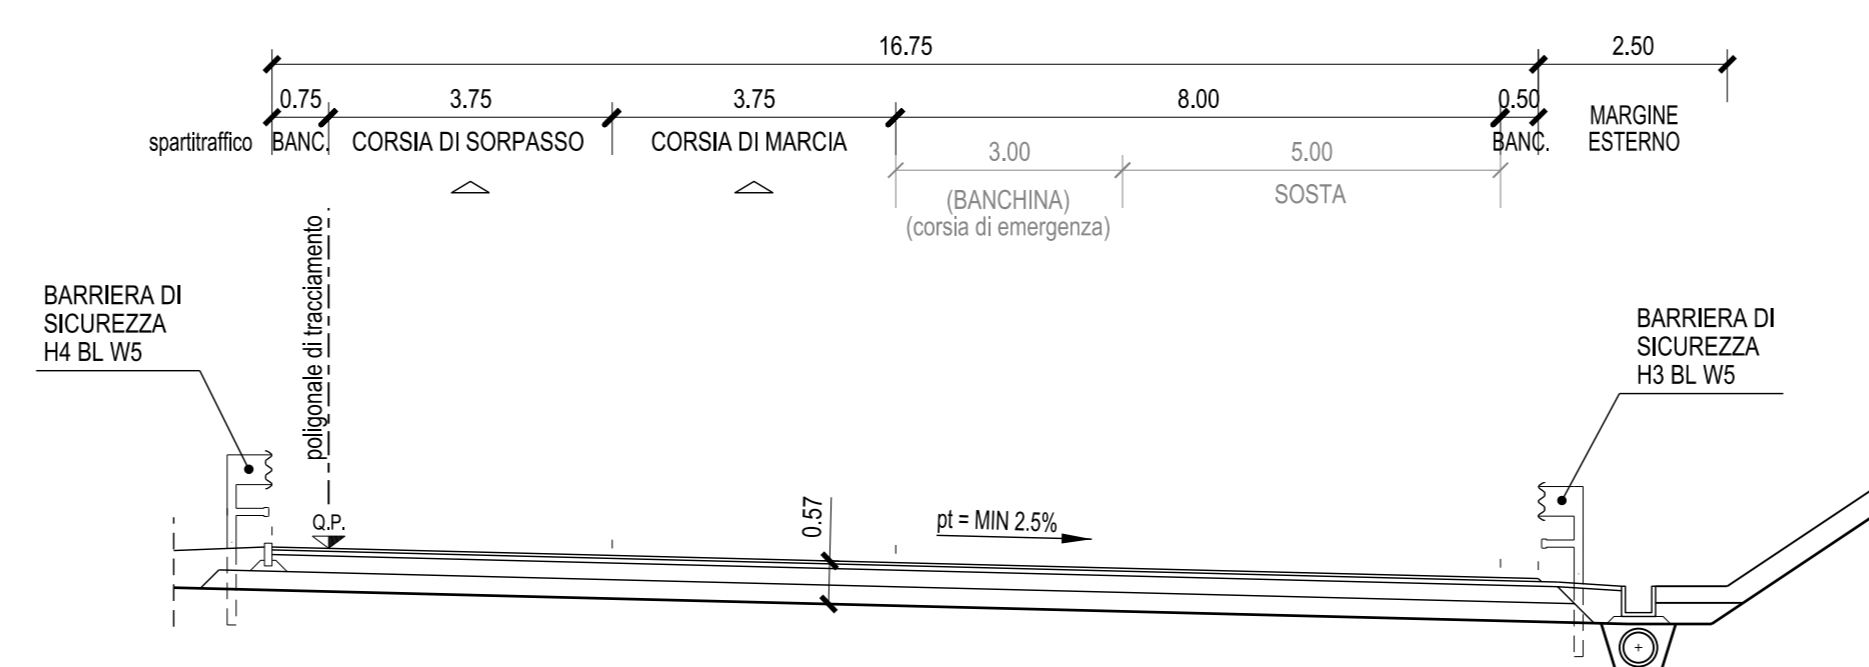 16.75 2.50
0.75 3.75 3.75 8.00 0.50
spartitraffico BANC. CORSIA DI SORPASSO CORSIA DI MARCIA BANC.
MARGINE
ESTERNO
3.00 5.00
(BANCHINA)
(corsia di emergenza)
SOSTA
poligonale di tracciamento
BARRIERA DI
SICUREZZA
H4 BL W5
BARRIERA DI
SICUREZZA
H3 BL W5
Q.P.
0.57
pt = MIN 2.5%